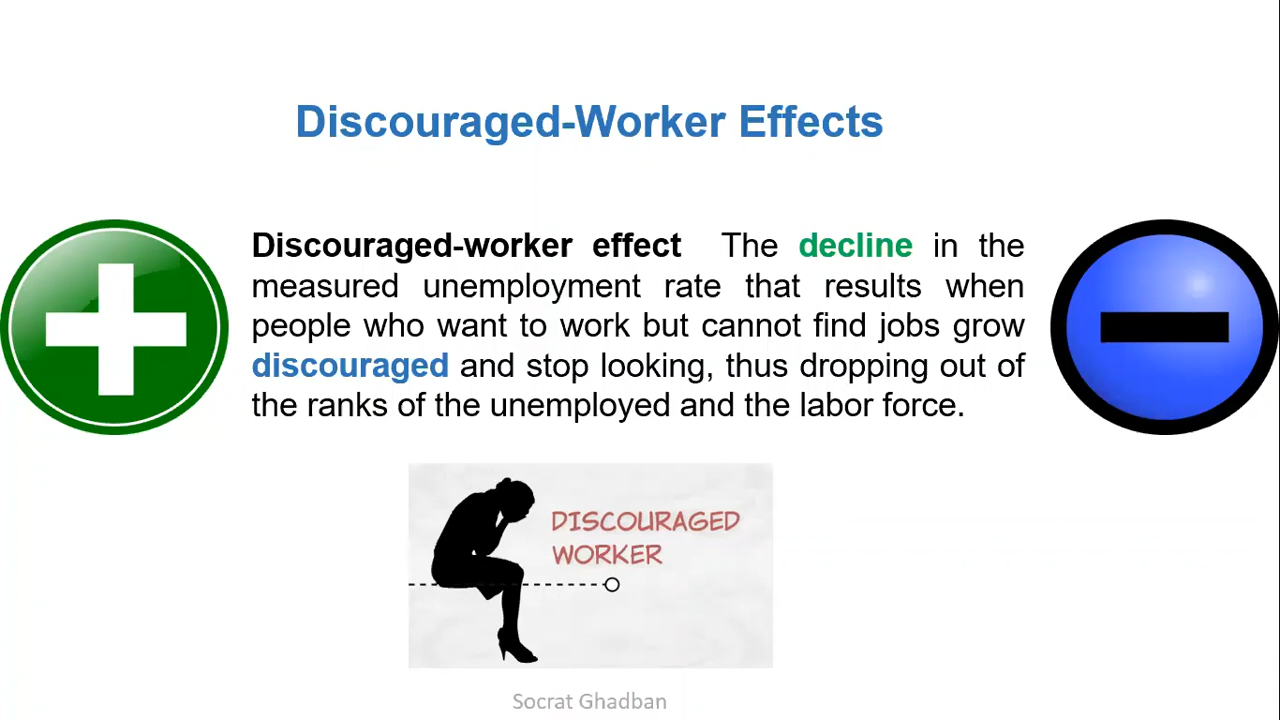 Discouraged-Worker Effects
Discouraged-worker effect The decline in the
measured unemployment rate that results when
people who want to work but cannot find jobs grow
discouraged and stop looking, thus dropping out of
the ranks of the unemployed and the labor force.
DISCOURAGED
WORKER
Socrat Ghadban